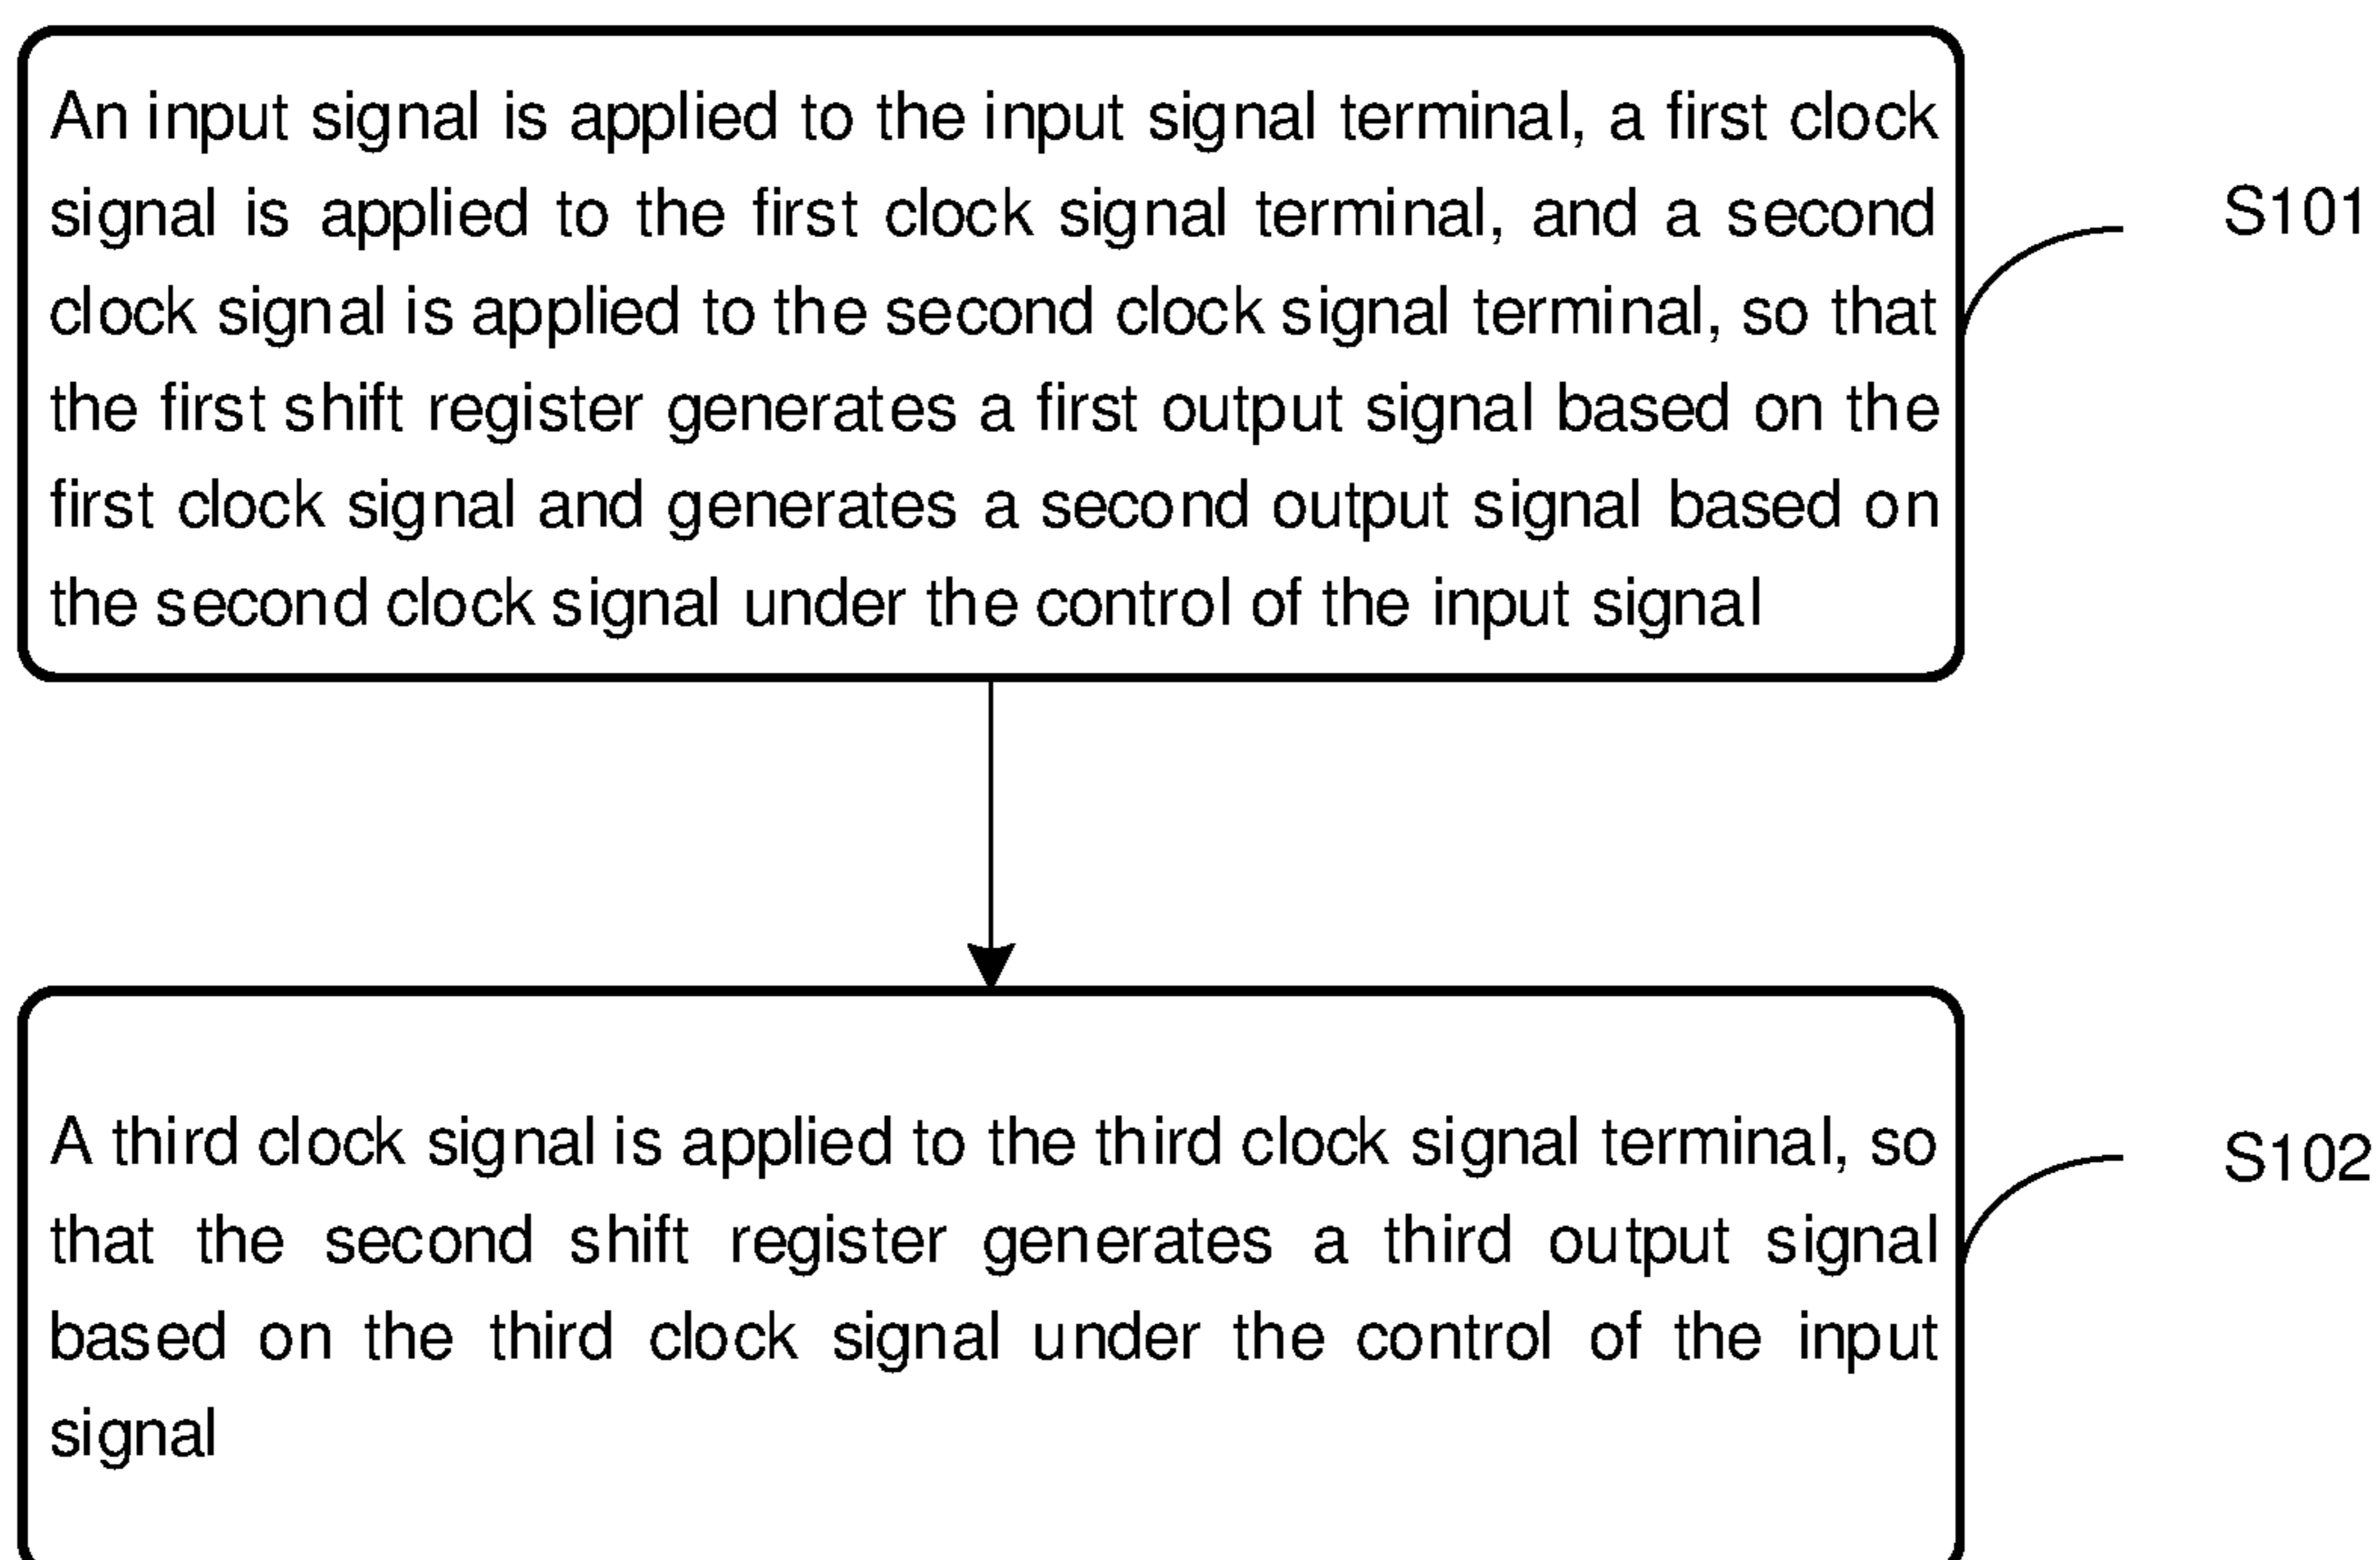 An input signal is applied to the input signal terminal, a first clock
signal is applied to the first clock signal terminal, and a second
clock signal is applied to the second clock signal terminal, so that
the first shift register generates a first output signal based on the
first clock signal and generates a second output signal based on
the second clock signal under the control of the input signal
S101
A third clock signal is applied to the third clock signal terminal, so
that the second shift register generates a third output signal
based on the third clock signal under the control of the input
signal
S102